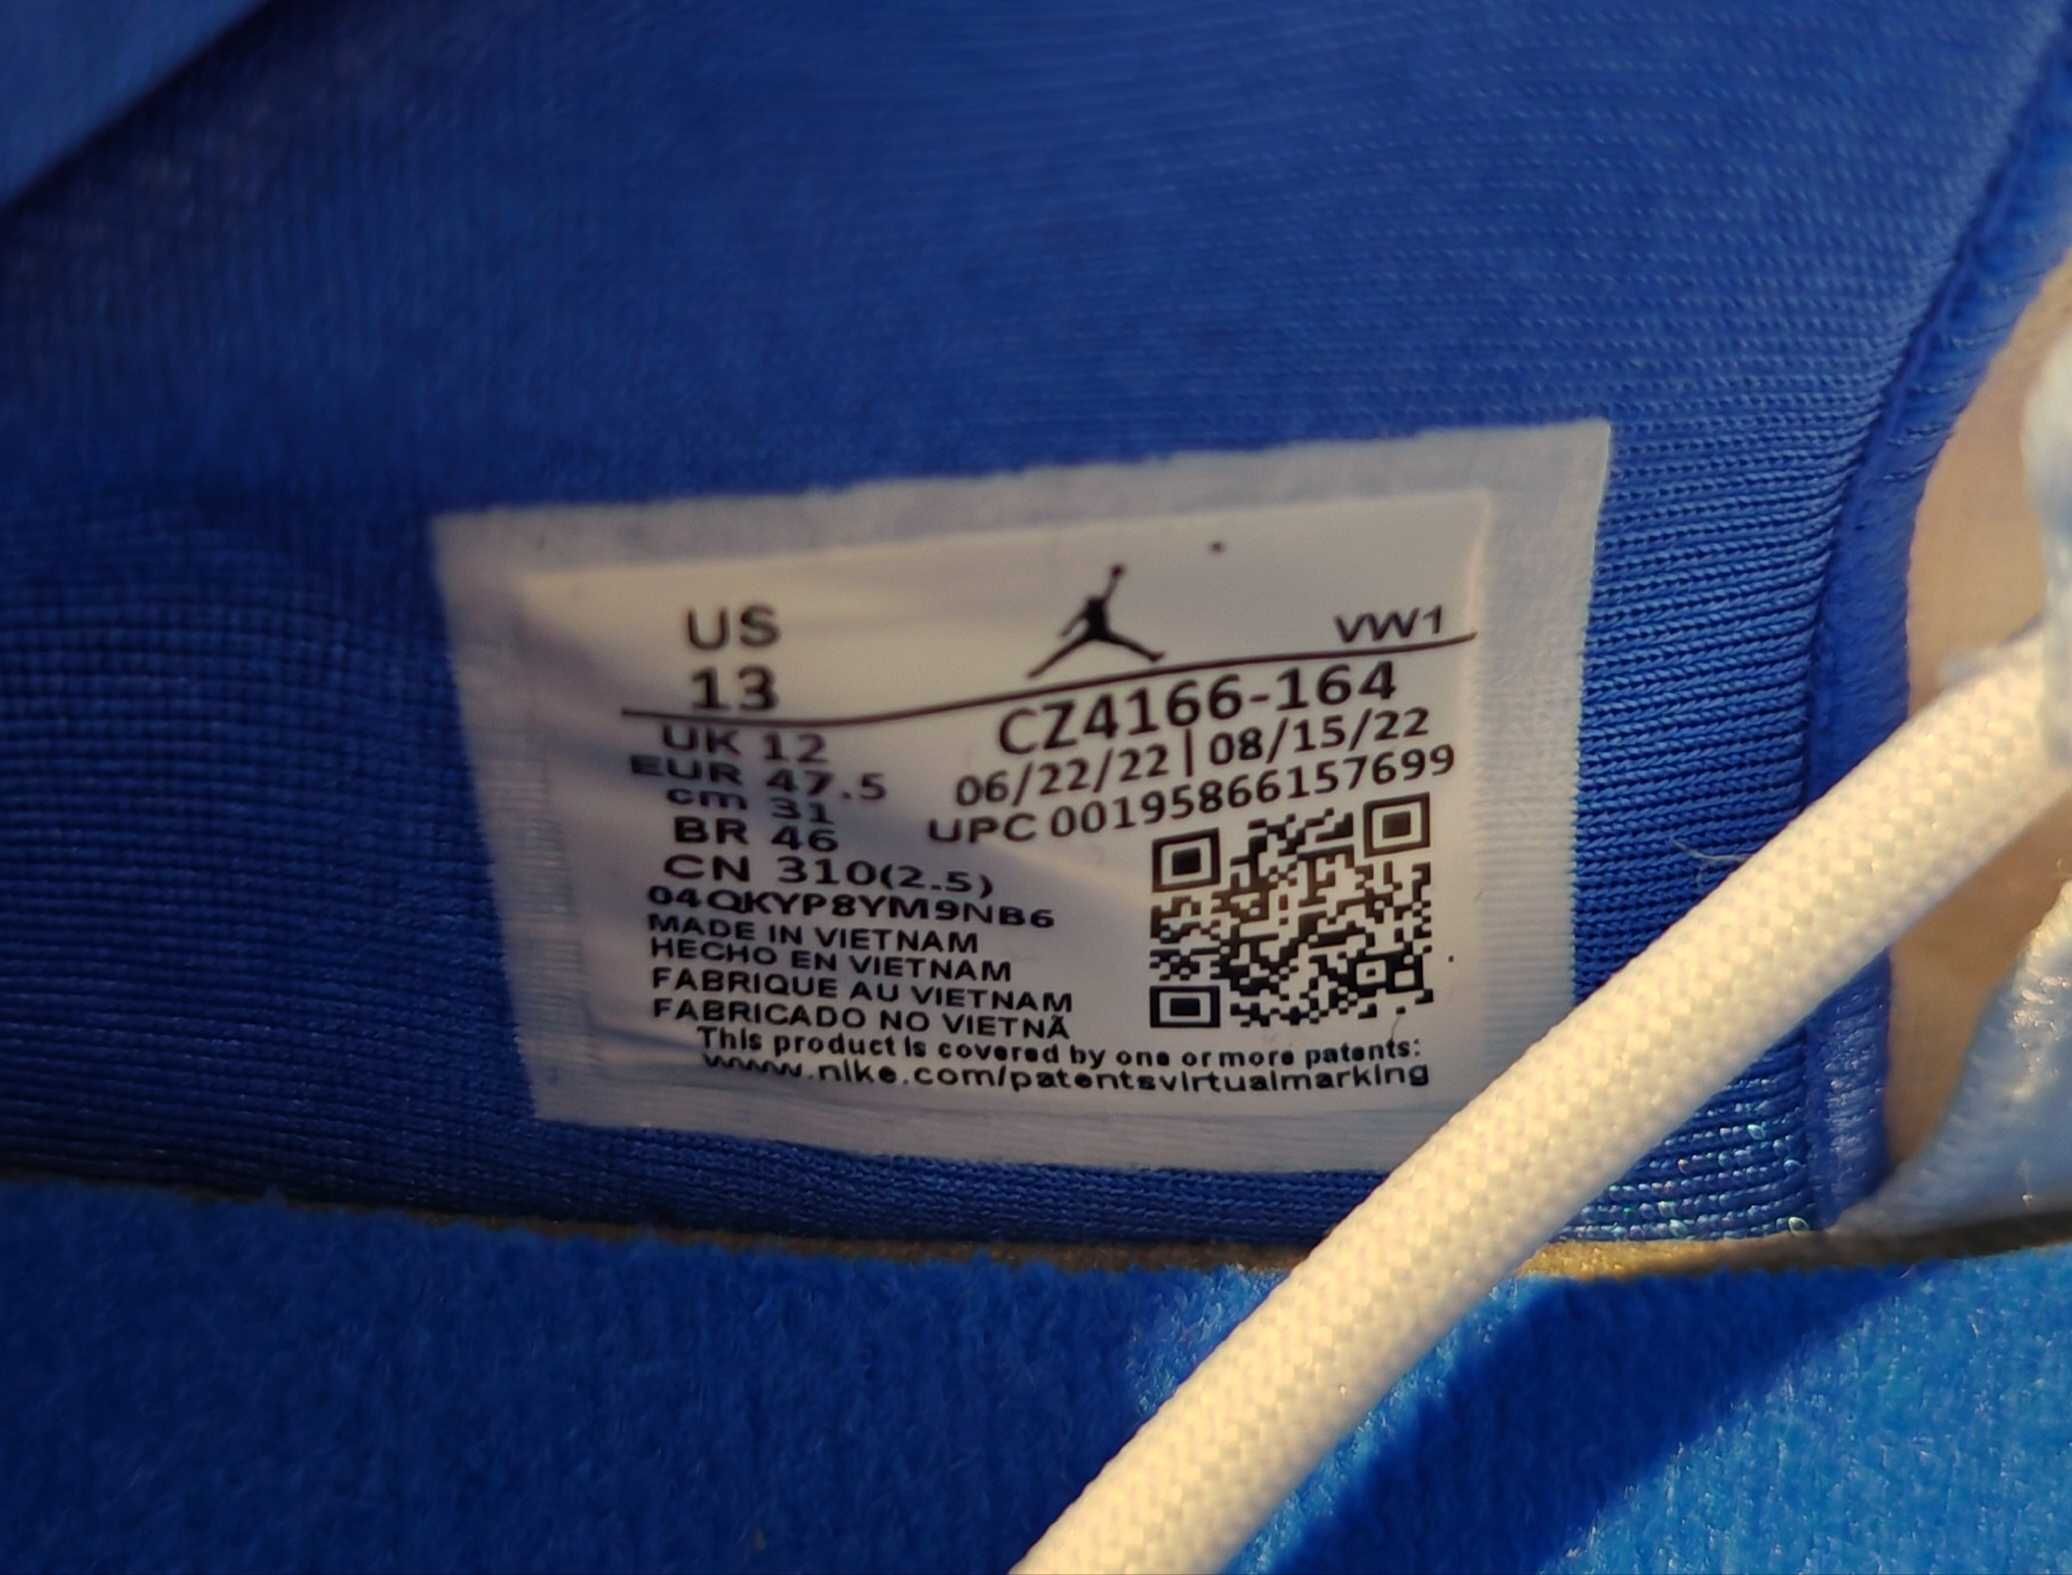 US
13
VW1
UK 12
EUR 47.5
cm 31
BR 46
CN 310(2.5)
04QKYP8YM9NB6
MADE IN VIETNAM
HECHO EN VIETNAM
FABRIQUE AU VIETNAM
FABRICADO NO VIETNÃ
CZ4166-164
06/22/22 | 08/15/22
UPC 00195866157699
This product is covered by one or more patents:
www.nike.com/patentsvirtualmarking